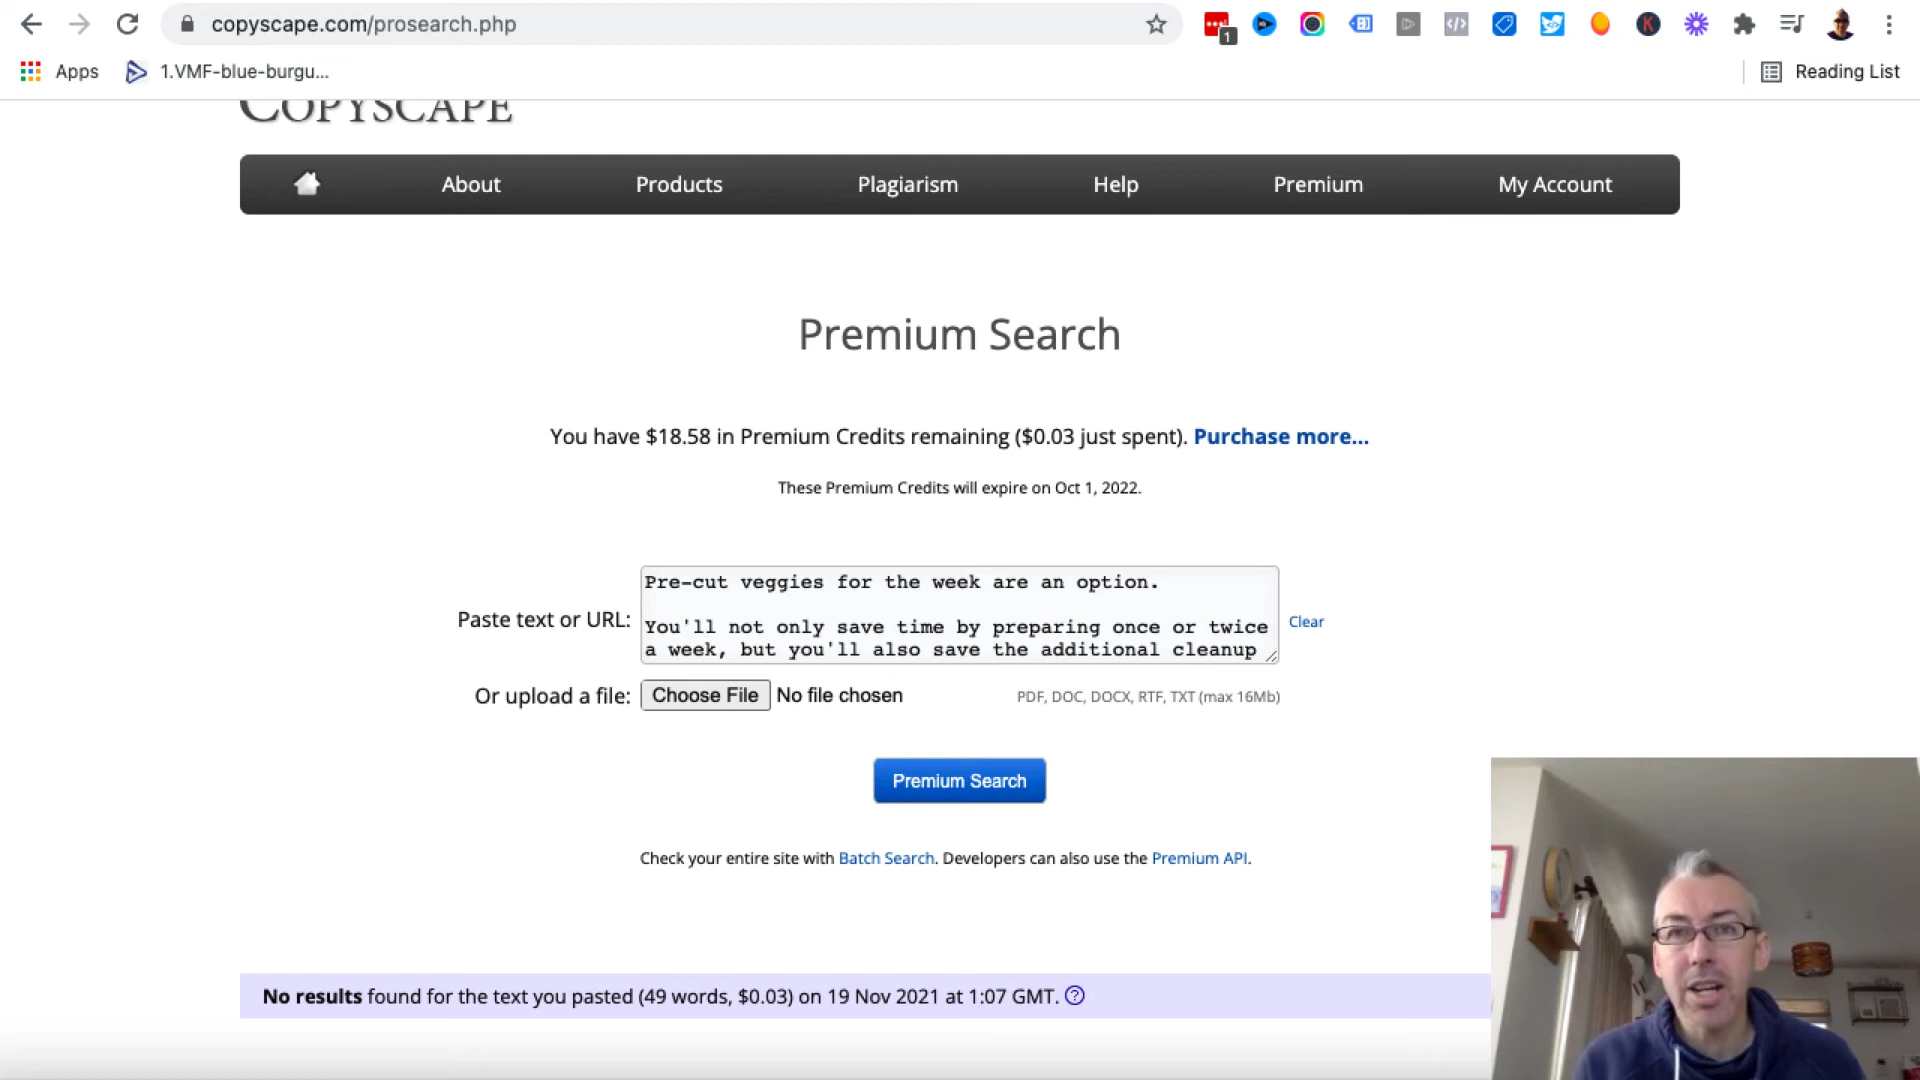 copyscape.com/prosearch.php
1
Apps
1.VMF-blue-burgu...
Reading List
COPYSCAPE
About
Products
Plagiarism
Help
Premium
My Account
Premium Search
You have $18.58 in Premium Credits remaining ($0.03 just spent). Purchase more...
These Premium Credits will expire on Oct 1, 2022.
Paste text or URL:
Pre-cut veggies for the week are an option.
You'll not only save time by preparing once or twice
a week, but you'll also save the additional cleanup
Clear
Or upload a file:
Choose File No file chosen
PDF, DOC, DOCX, RTF, TXT (max 16Mb)
Premium Search
Check your entire site with Batch Search. Developers can also use the Premium API.
No results found for the text you pasted (49 words, $0.03) on 19 Nov 2021 at 1:07 GMT. ?